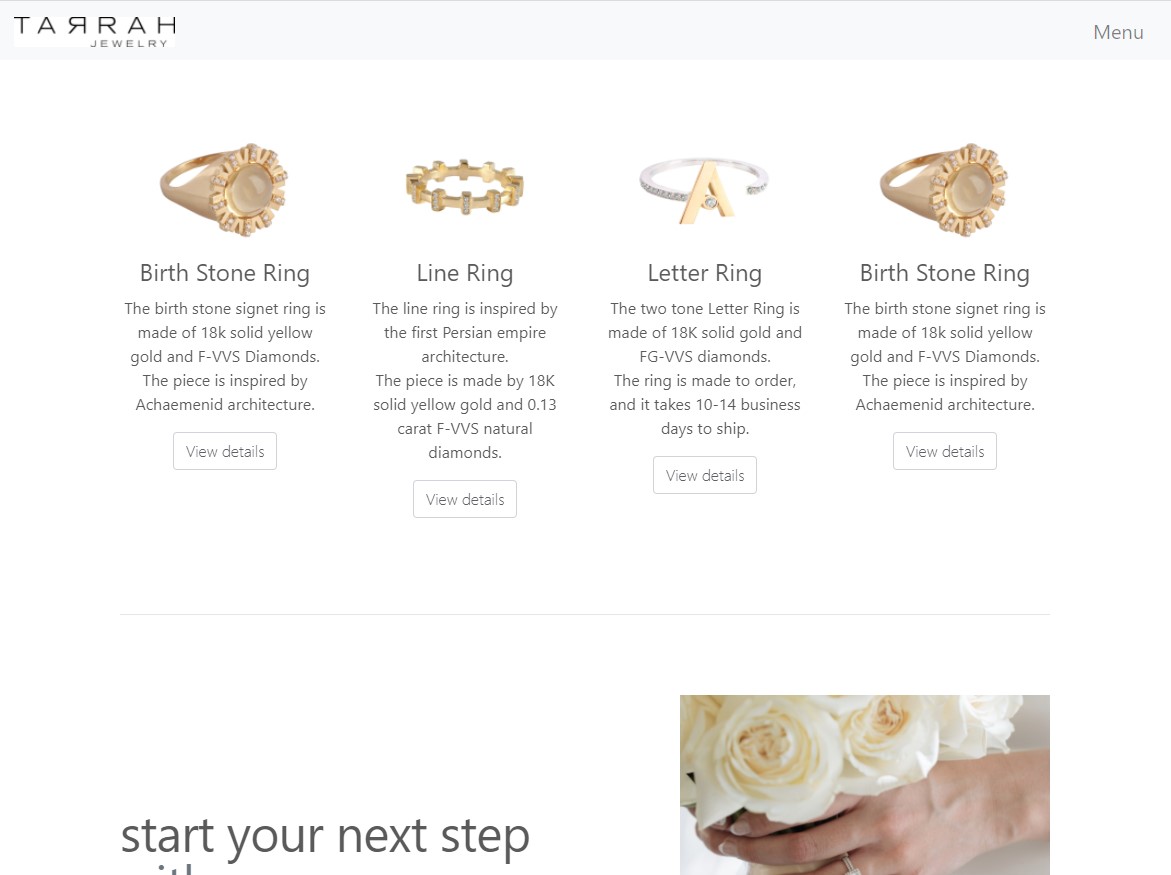 TAЯRAH
JEWELRY
Menu
Birth Stone Ring
The birth stone signet ring is
made of 18k solid yellow
gold and F-VVS Diamonds.
The piece is inspired by
Achaemenid architecture.
View details
Line Ring
The line ring is inspired by
the first Persian empire
architecture.
The piece is made by 18K
solid yellow gold and 0.13
carat F-VVS natural
diamonds.
View details
Letter Ring
The two tone Letter Ring is
made of 18K solid gold and
FG-VVS diamonds.
The ring is made to order,
and it takes 10-14 business
days to ship.
View details
Birth Stone Ring
The birth stone signet ring is
made of 18k solid yellow
gold and F-VVS Diamonds.
The piece is inspired by
Achaemenid architecture.
View details
start your next step